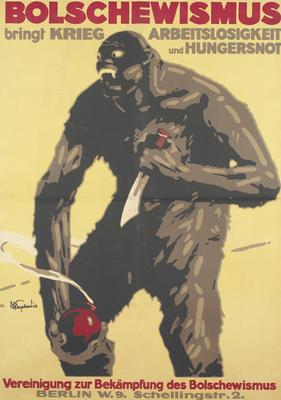 BOLSCHEWISMUS
bringt KRIEG ARBEITSLOSIGKEIT
und HUNGERSNOT
Vereinigung zur Bekämpfung des Bolschewismus
BERLIN W. 9. Schellingstr. 2.